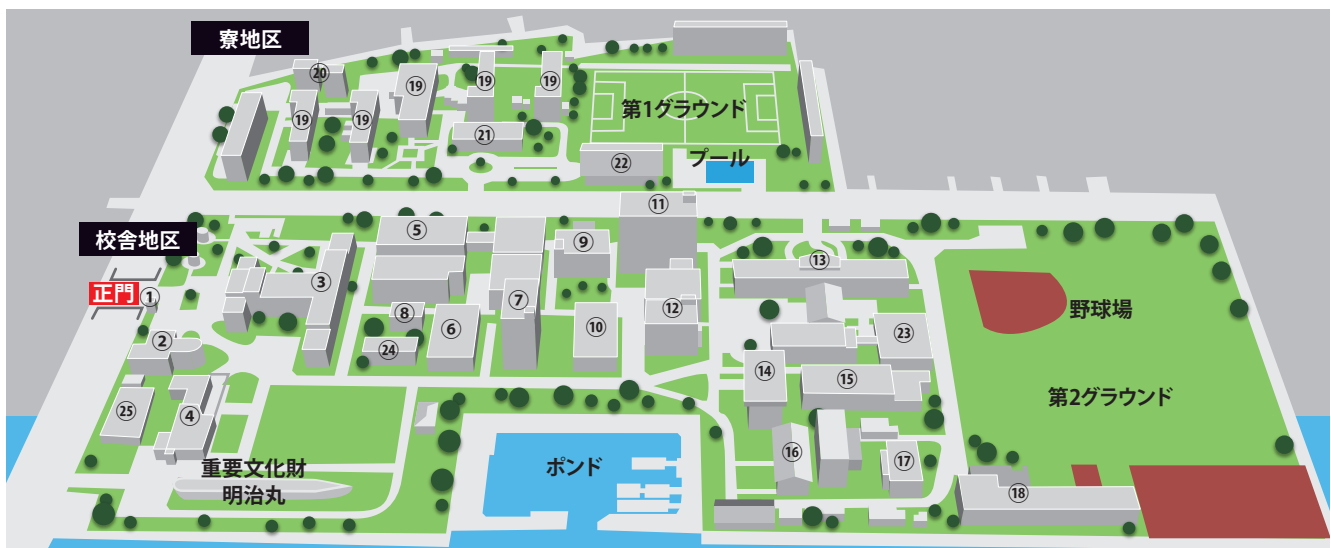 寮地区
⑳
⑲
⑲
⑲
第1グラウンド
⑲
⑲
㉑
㉒
プール
⑪
校舎地区
⑤
⑨
③
⑬
正門
①
⑦
野球場
⑧
⑫
⑥
⑩
㉓
②
㉔
⑭
⑮
第2グラウンド
㉕
④
⑯
⑰
重要文化財
明治丸
ポンド
⑱